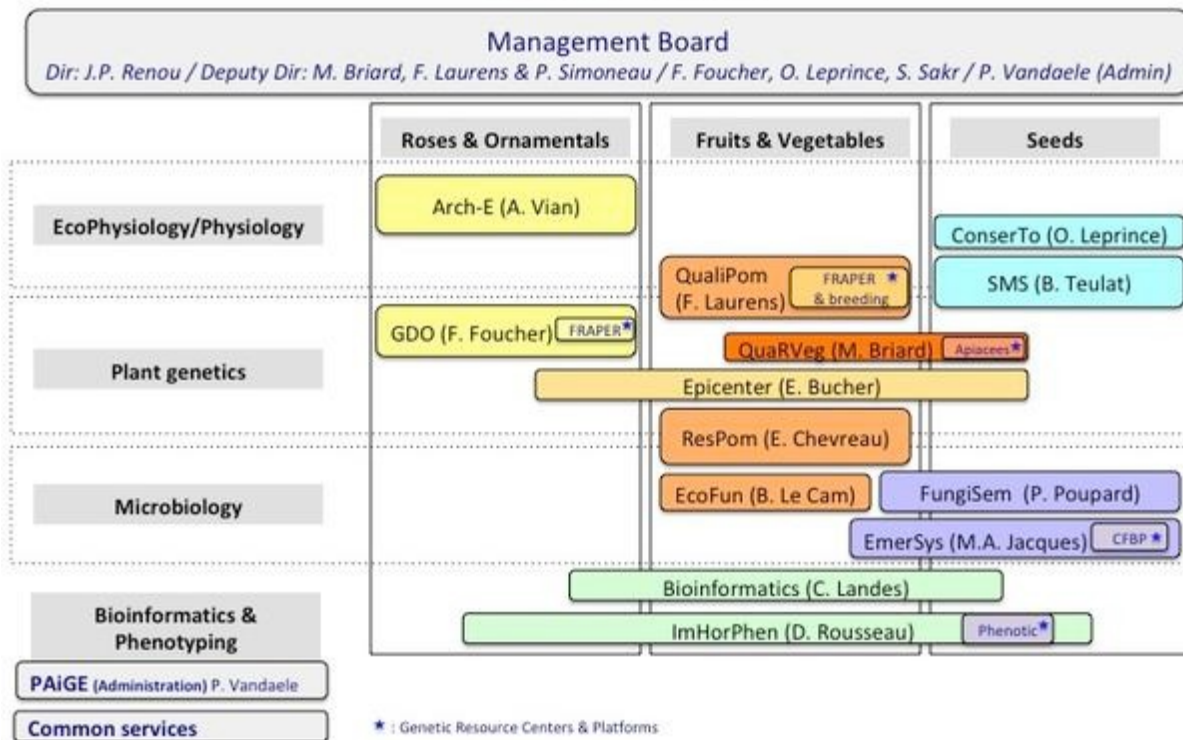 Management Board
Dir: J.P. Renou / Deputy Dir: M. Briard, F. Laurens & P. Simoneau / F. Foucher, O. Leprince, S. Sakr / P. Vandaele (Admin)
Roses & Ornamentals
Fruits & Vegetables
Seeds
EcoPhysiology/Physiology
Arch-E (A. Vian)
ConserTo (O. Leprince)
QualiPom
(F. Laurens)
FRAPER ★
& breeding
SMS (B. Teulat)
Plant genetics
GDO (F. Foucher)
FRAPER★
QuaRVeg (M. Briard)
Apiacees★
Epicenter (E. Bucher)
ResPom (E. Chevreau)
Microbiology
EcoFun (B. Le Cam)
FungiSem (P. Poupard)
EmerSys (M.A. Jacques)
CFBP ★
Bioinformatics &
Phenotyping
Bioinformatics (C. Landes)
ImHorPhen (D. Rousseau)
Phenotic★
PAiGE (Administration) P. Vandaele
Common services
★ : Genetic Resource Centers & Platforms